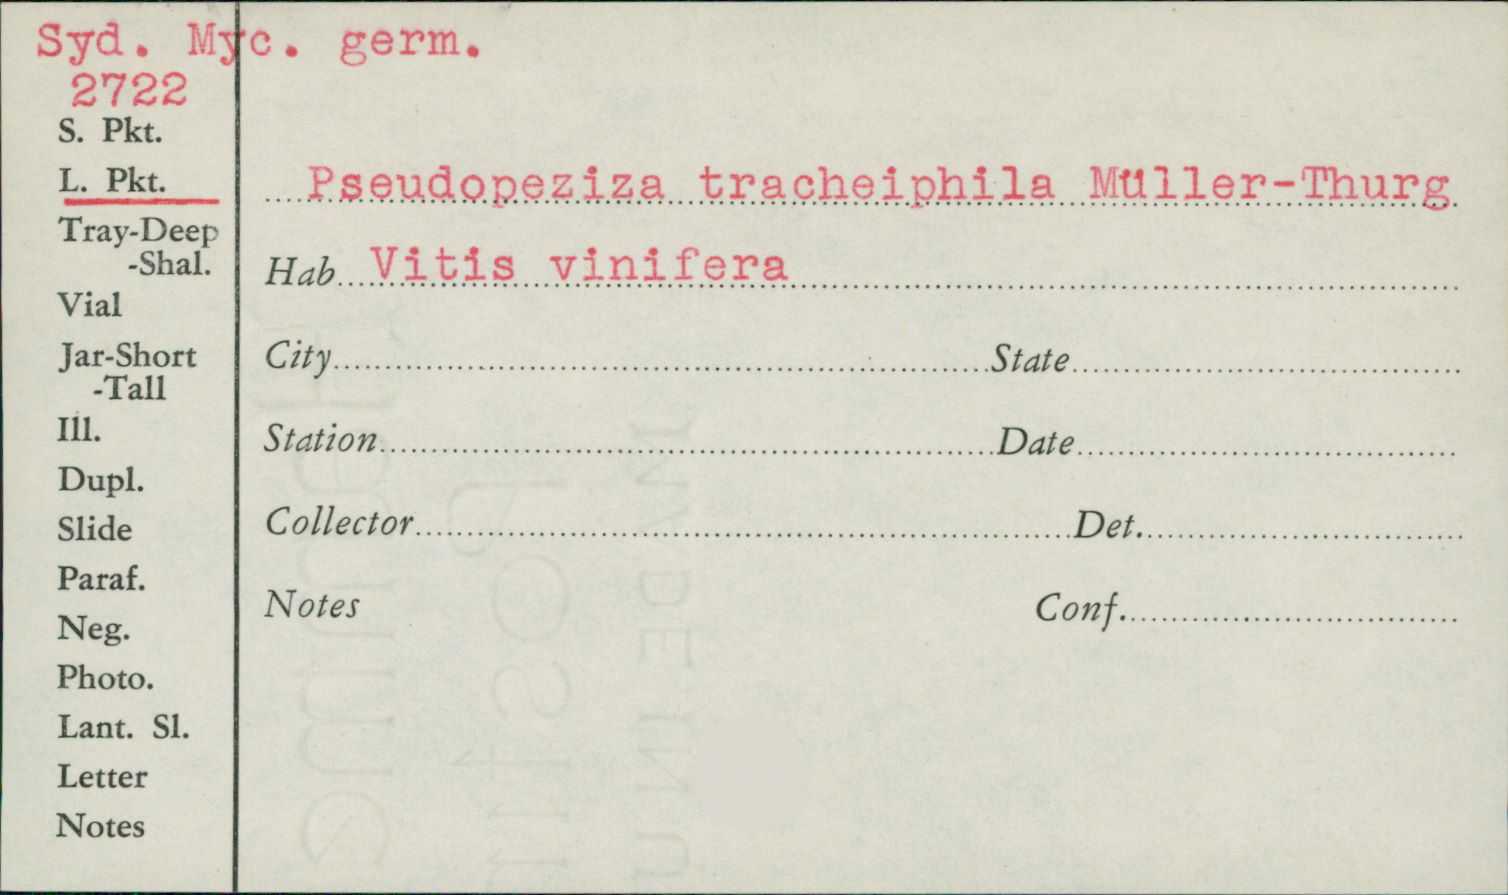 Syd. Myc. germ.
2722
S. Pkt.
L. Pkt.
Tray-Deep
-Shal.
Vial
Jar-Short
-Tall
Ill.
Dupl.
Slide
Paraf.
Neg.
Photo.
Lant. Sl.
Letter
Notes
Pseudopeziza tracheiphila Müller-Thurg.
Hab. Vitis vinifera
City State
Station Date
Collector Det.
Notes Conf.